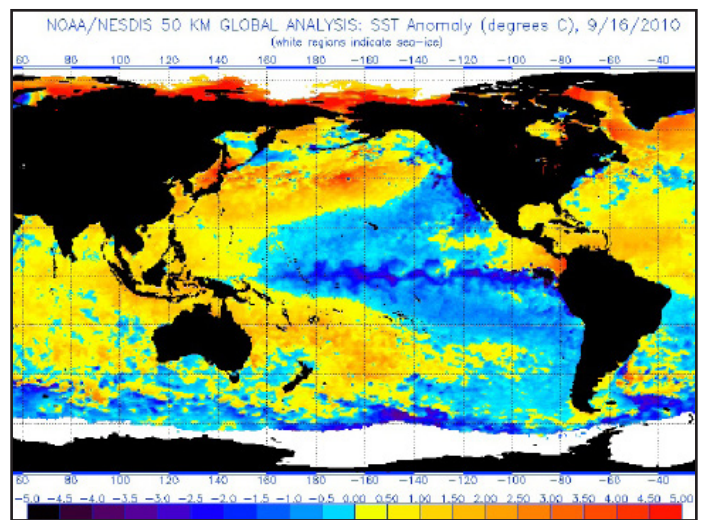 NOAA/NESDIS 50 KM GLOBAL ANALYSIS: SST Anomaly (degrees C), 9/16/2010
(white regions indicate sea-ice)
60 80 100 120 140 160 180 -160 -140 -120 -100 -80 -60 -40
60 80 100 120 140 160 180 -160 -140 -120 -100 -80 -60 -40
-5.0 -4.5 -4.0 -3.5 -3.0 -2.5 -2.0 -1.5 -1.0 -0.5 0.00 0.50 1.00 1.50 2.00 2.50 3.00 3.50 4.00 4.50 5.00